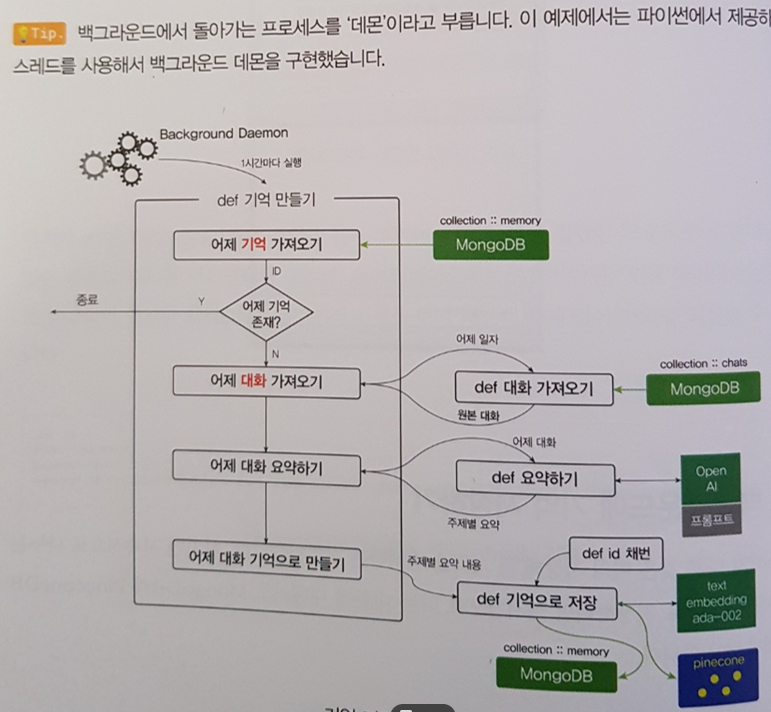 Tip. 백그라운드에서 돌아가는 프로세스를 '데몬'이라고 부릅니다. 이 예제에서는 파이썬에서 제공하
스레드를 사용해서 백그라운드 데몬을 구현했습니다.
Background Daemon
1시간마다 실행
def 기억 만들기
collection :: memory
어제 기억 가져오기
MongoDB
ID
종료
Y
어제 기억
존재?
N
어제 일자
collection :: chats
어제 대화 가져오기
def 대화 가져오기
MongoDB
원본 대화
어제 대화
어제 대화 요약하기
def 요약하기
Open
AI
프롬프트
주제별 요약
어제 대화 기억으로 만들기
주제별 요약 내용
def id 채번
def 기억으로 저장
text
embedding
ada-002
collection :: memory
MongoDB
pinecone